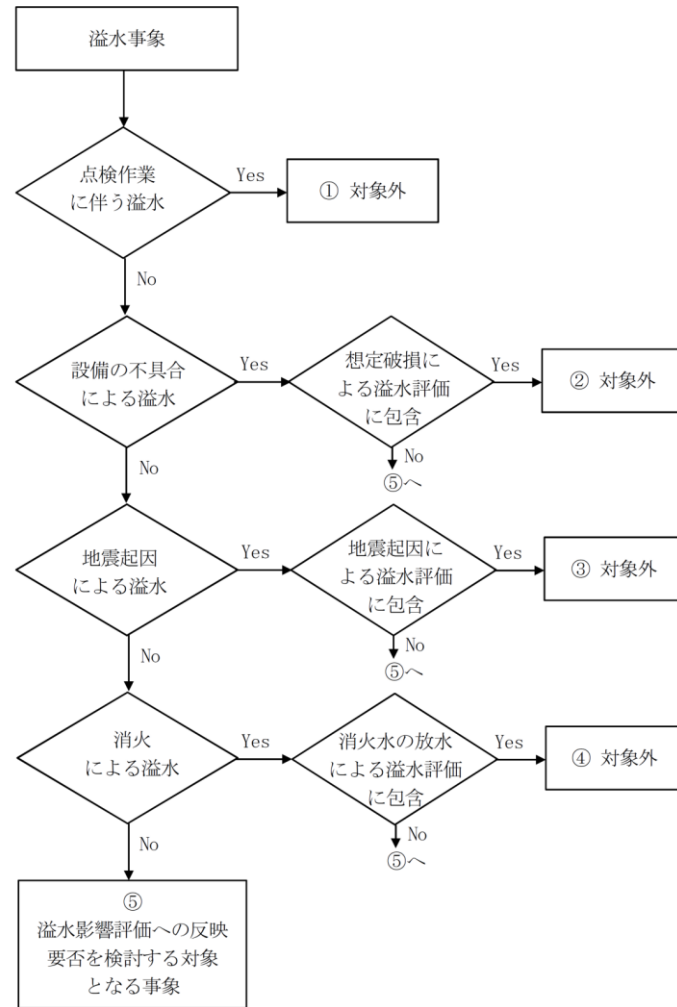 溢水事象
点検作業
に伴う溢水
Yes
① 対象外
No
設備の不具合
による溢水
Yes
想定破損に
よる溢水評価
に包含
Yes
② 対象外
No
⑤へ
No
地震起因
による溢水
Yes
地震起因に
よる溢水評価
に包含
Yes
③ 対象外
No
⑤へ
No
消火
による溢水
Yes
消火水の放水
による溢水評価
に包含
Yes
④ 対象外
No
⑤へ
No
⑤
溢水影響評価への反映
要否を検討する対象
となる事象